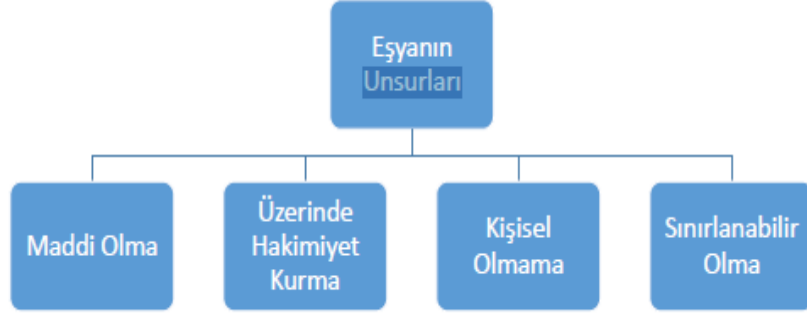 Eşyanın
Unsurları
Maddi Olma
Üzerinde
Hakimiyet
Kurma
Kişisel
Olmama
Sınırlanabilir
Olma